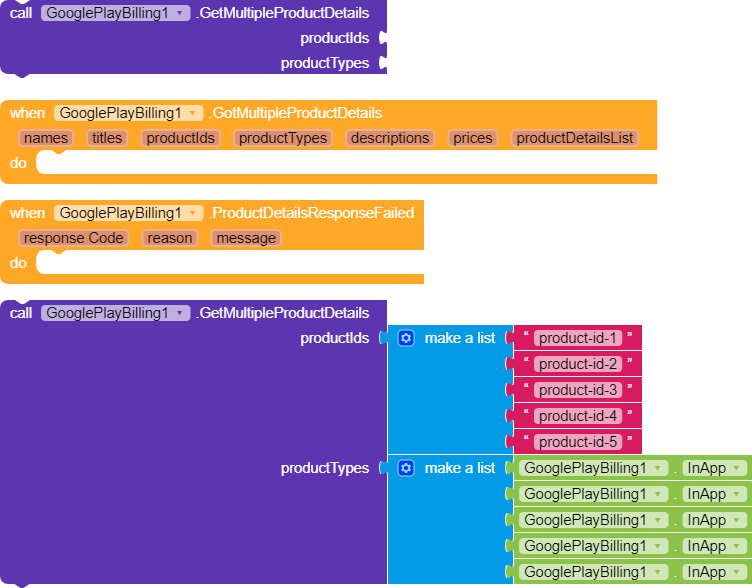 call GooglePlayBilling1 .GetMultipleProductDetails
productIds
productTypes
when GooglePlayBilling1 .GotMultipleProductDetails
names titles productIds productTypes descriptions prices productDetailsList
do
when GooglePlayBilling1 .ProductDetailsResponseFailed
response Code reason message
do
call GooglePlayBilling1 .GetMultipleProductDetails
productIds make a list “ product-id-1 ”
“ product-id-2 ”
“ product-id-3 ”
“ product-id-4 ”
“ product-id-5 ”
productTypes make a list GooglePlayBilling1 . InApp
GooglePlayBilling1 . InApp
GooglePlayBilling1 . InApp
GooglePlayBilling1 . InApp
GooglePlayBilling1 . InApp